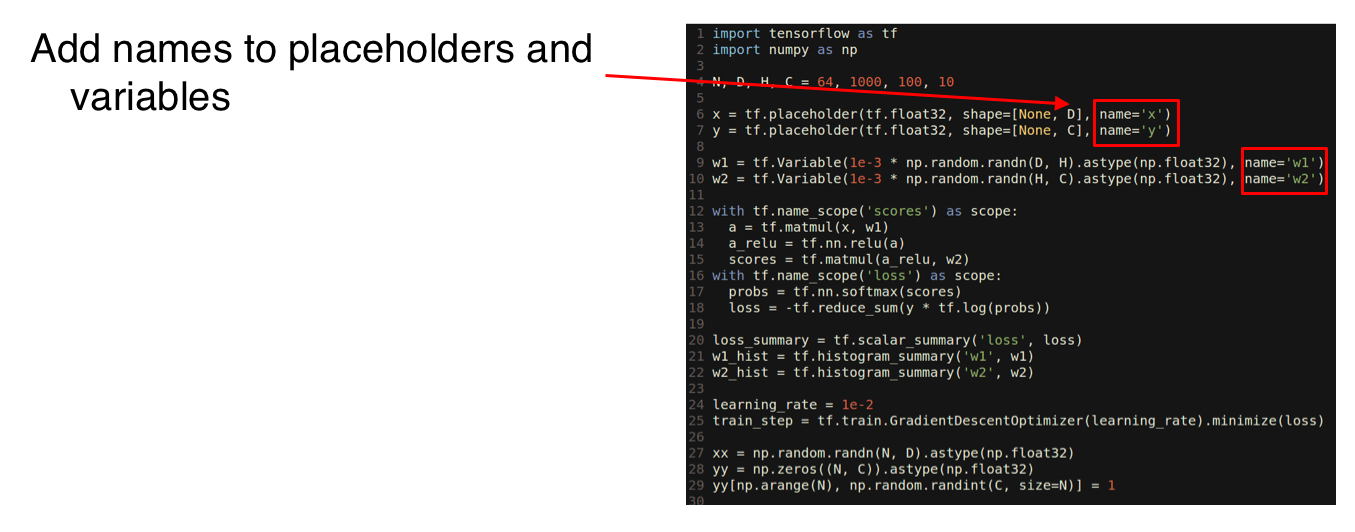 Add names to placeholders and
variables
1 import tensorflow as tf
2 import numpy as np
3
4 N, D, H, C = 64, 1000, 100, 10
5
6 x = tf.placeholder(tf.float32, shape=[None, D], name='x')
7 y = tf.placeholder(tf.float32, shape=[None, C], name='y')
8
9 w1 = tf.Variable(1e-3 * np.random.randn(D, H).astype(np.float32), name='w1')
10 w2 = tf.Variable(1e-3 * np.random.randn(H, C).astype(np.float32), name='w2')
11
12 with tf.name_scope('scores') as scope:
13   a = tf.matmul(x, w1)
14   a_relu = tf.nn.relu(a)
15   scores = tf.matmul(a_relu, w2)
16 with tf.name_scope('loss') as scope:
17   probs = tf.nn.softmax(scores)
18   loss = -tf.reduce_sum(y * tf.log(probs))
19
20 loss_summary = tf.scalar_summary('loss', loss)
21 w1_hist = tf.histogram_summary('w1', w1)
22 w2_hist = tf.histogram_summary('w2', w2)
23
24 learning_rate = 1e-2
25 train_step = tf.train.GradientDescentOptimizer(learning_rate).minimize(loss)
26
27 xx = np.random.randn(N, D).astype(np.float32)
28 yy = np.zeros((N, C)).astype(np.float32)
29 yy[np.arange(N), np.random.randint(C, size=N)] = 1
30